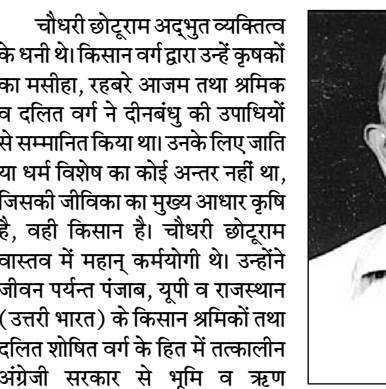 चौधरी छोटूराम अद्भुत व्यक्तित्व
के धनी थे। किसान वर्ग द्वारा उन्हें कृषकों
का मसीहा, रहबरे आजम तथा श्रमिक
व दलित वर्ग ने दीनबंधु की उपाधियों
से सम्मानित किया था। उनके लिए जाति
या धर्म विशेष का कोई अन्तर नहीं था,
जिसकी जीविका का मुख्य आधार कृषि
है, वही किसान है। चौधरी छोटूराम
वास्तव में महान् कर्मयोगी थे। उन्होंने
जीवन पर्यन्त पंजाब, यूपी व राजस्थान
(उत्तरी भारत) के किसान श्रमिकों तथा
दलित शोषित वर्ग के हित में तत्कालीन
अंग्रेजी सरकार से भूमि व ऋण